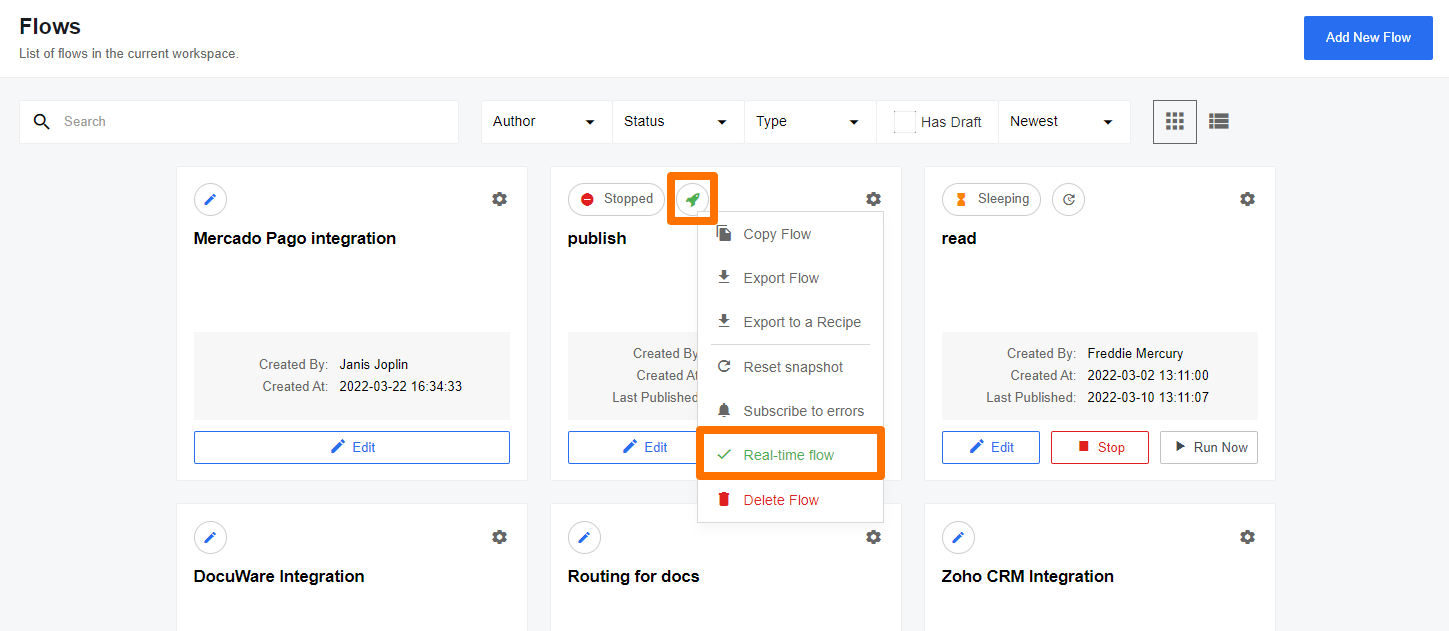 Flows
List of flows in the current workspace.
Add New Flow
Search
Author
Status
Type
Has Draft
Newest
Mercado Pago integration
Created By: Janis Joplin
Created At: 2022-03-22 16:34:33
Edit
Stopped
publish
Created By
Created At
Last Published
Edit
Copy Flow
Export Flow
Export to a Recipe
Reset snapshot
Subscribe to errors
Real-time flow
Delete Flow
Sleeping
read
Created By: Freddie Mercury
Created At: 2022-03-02 13:11:00
Last Published: 2022-03-10 13:11:07
Edit
Stop
Run Now
DocuWare Integration
Routing for docs
Zoho CRM Integration